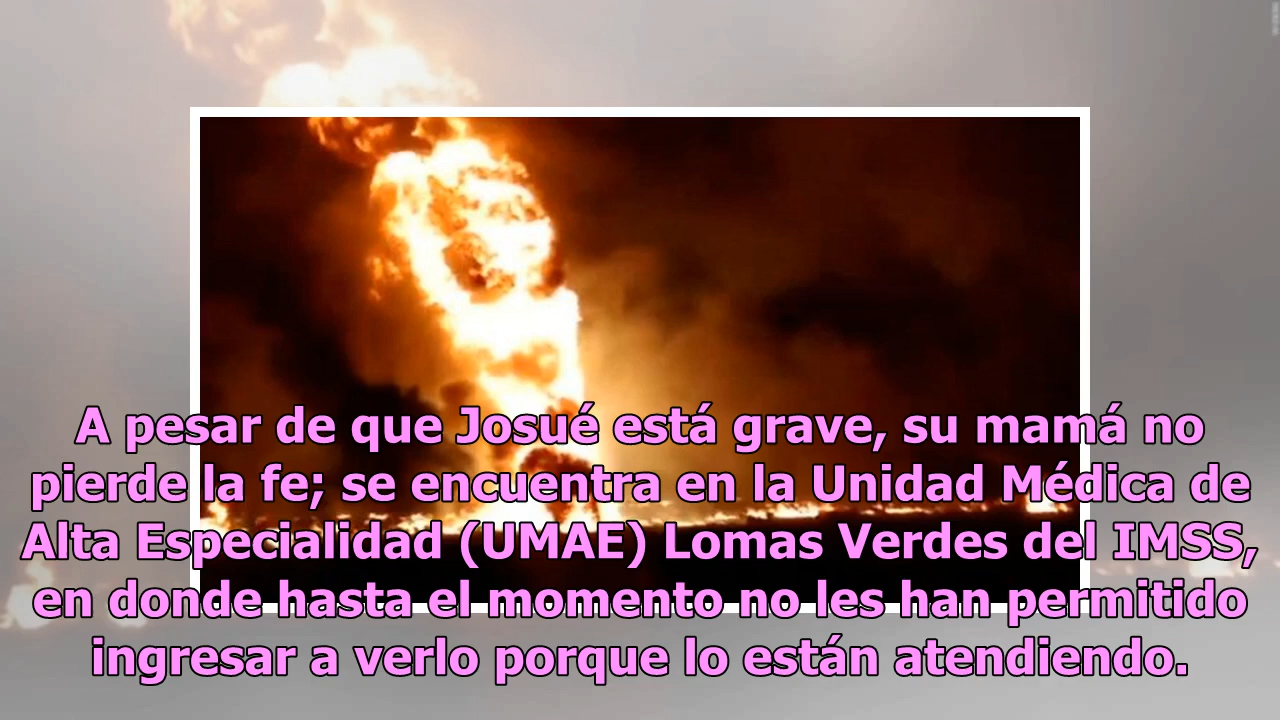 A pesar de que Josué está grave, su mamá no
pierde la fe; se encuentra en la Unidad Médica de
Alta Especialidad (UMAE) Lomas Verdes del IMSS,
en donde hasta el momento no les han permitido
ingresar a verlo porque lo están atendiendo.